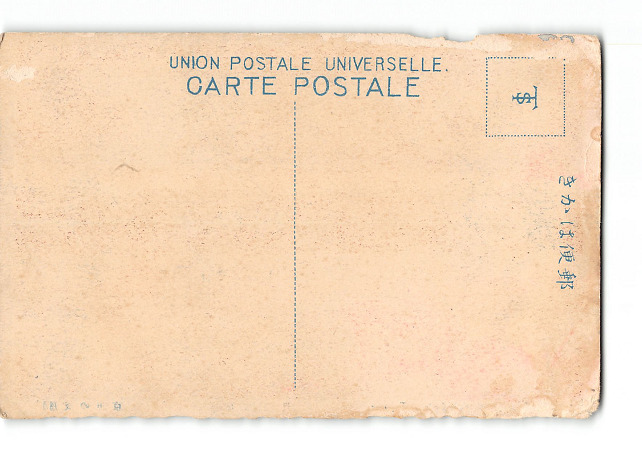 UNION POSTALE UNIVERSELLE.
CARTE POSTALE
きかは便郵